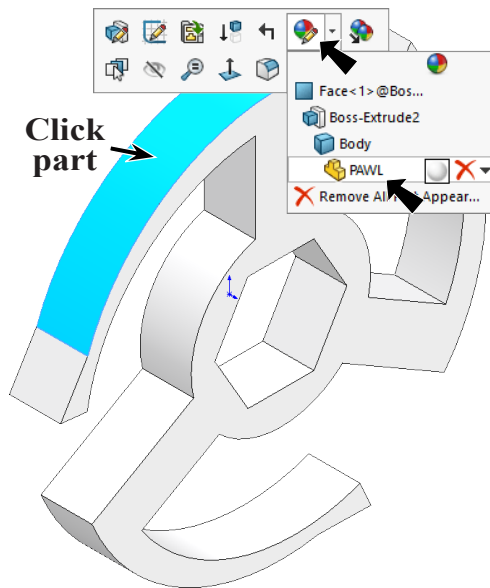 Face<1>@Bos...
Boss-Extrude2
Body
PAWL
Remove All Appear...
Click
part